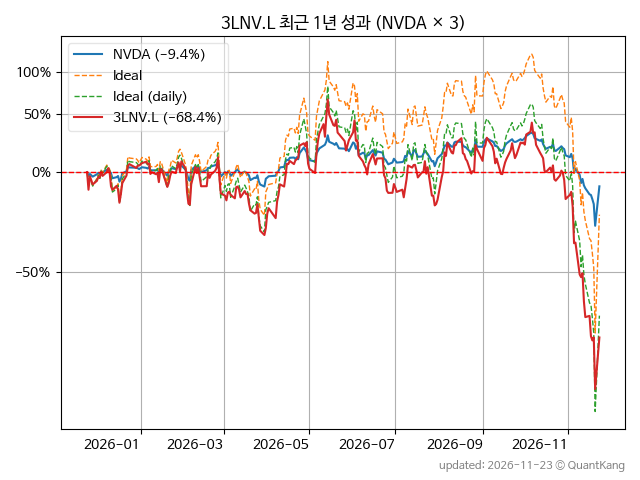 3LNV.L 최근 1년 성과 (NVDA × 3)
NVDA (−9.4%)
Ideal
Ideal (daily)
3LNV.L (−68.4%)
100%
50%
0%
−50%
2026-01
2026-03
2026-05
2026-07
2026-09
2026-11
updated: 2026-11-23 © QuantKang